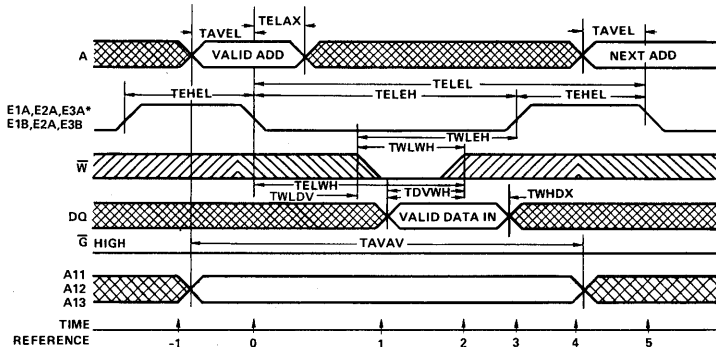 TAVEL TELAX TAVEL
A VALID ADD NEXT ADD
TELEL
TEHEL TELEH TEHEL
E1A,E2A,E3A*
E1B,E2A,E3B
TWLEH
TWLWH
W
TELWH
TWLDV TDVWH TWHDX
DQ VALID DATA IN
G HIGH TAVAV
A11
A12
A13
TIME
REFERENCE -1 0 1 2 3 4 5